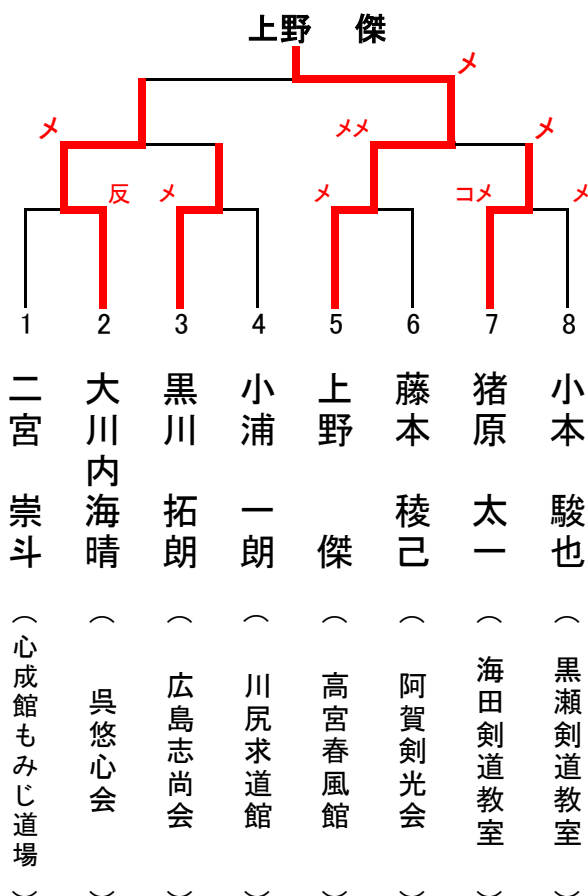 上野 傑
メ
メ
メメ
メ
反
メ
メ
コメ
メ
1
2
3
4
5
6
7
8
二宮 崇斗
大川内海晴
黒川 拓朗
小浦 一朗
上野 傑
藤本 稜己
猪原 太一
小本 駿也
（心成館もみじ道場）
（呉悠心会）
（広島志尚会）
（川尻求道館）
（高宮春風館）
（阿賀剣光会）
（海田剣道教室）
（黒瀬剣道教室）